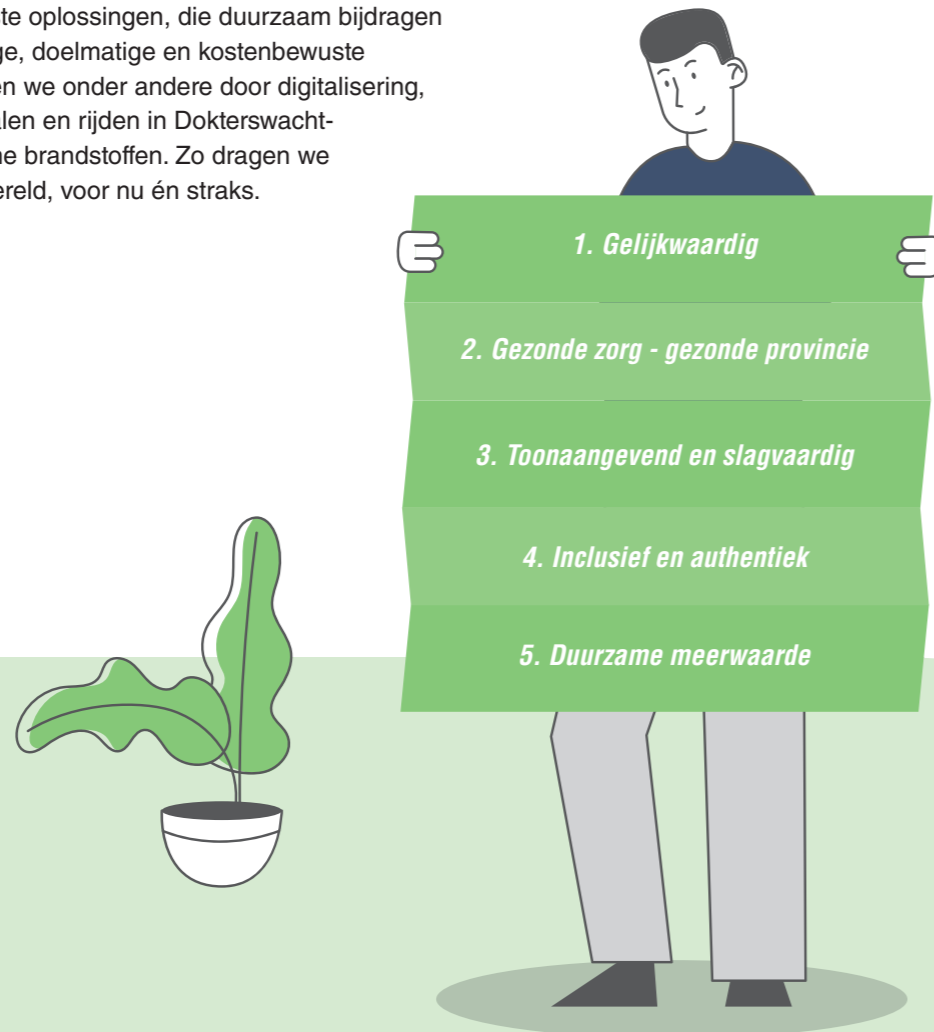 ste oplossingen, die duurzaam bijdragen
ge, doelmatige en kostenbewuste
en we onder andere door digitalisering,
alen en rijden in Dokterswacht-
ne brandstoffen. Zo dragen we
ereld, voor nu én straks.
1. Gelijkwaardig
2. Gezonde zorg - gezonde provincie
3. Toonaangevend en slagvaardig
4. Inclusief en authentiek
5. Duurzame meerwaarde